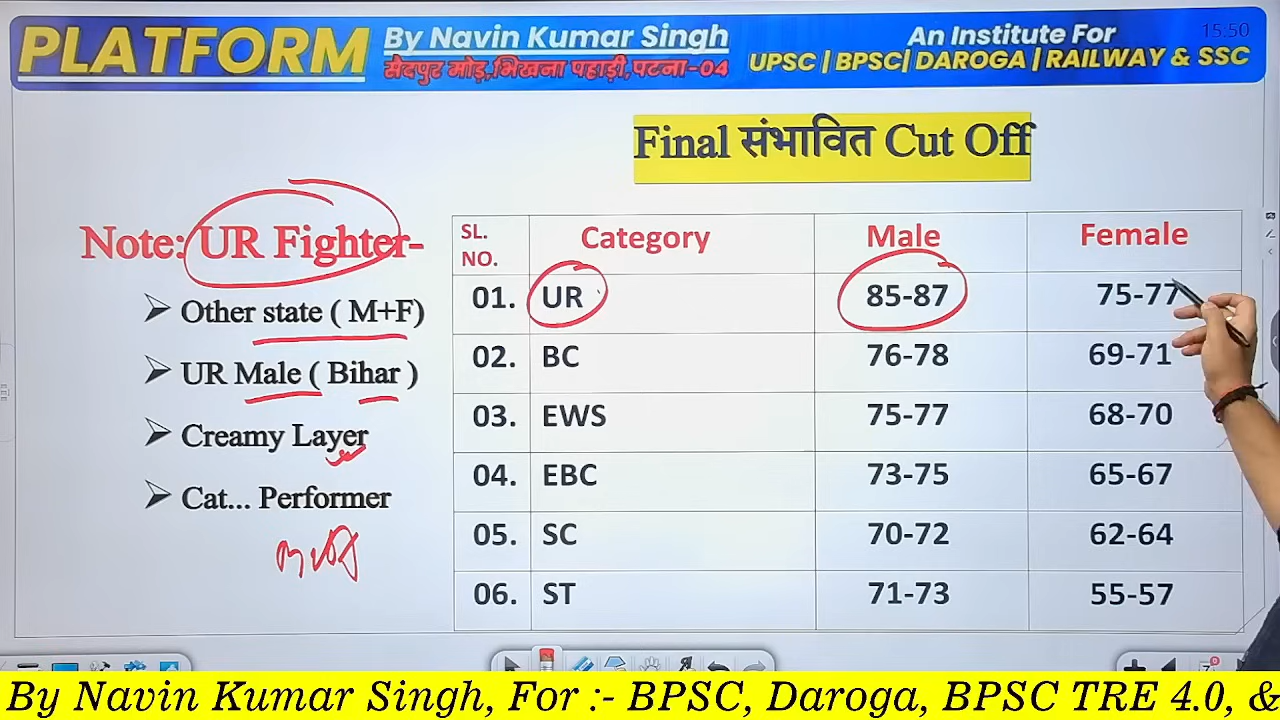 PLATFORM
By Navin Kumar Singh
सैदपुर मोड़,भिखना पहाड़ी,पटना-04
An Institute For
15.50
UPSC | BPSC| DAROGA | RAILWAY & SSC
Final संभावित Cut Off
Note: UR Fighter-
Other state ( M+F)
UR Male ( Bihar )
Creamy Layer
Cat... Performer
SL. NO. Category Male Female
01. UR 85-87 75-77
02. BC 76-78 69-71
03. EWS 75-77 68-70
04. EBC 73-75 65-67
05. SC 70-72 62-64
06. ST 71-73 55-57
By Navin Kumar Singh, For :- BPSC, Daroga, BPSC TRE 4.0, &